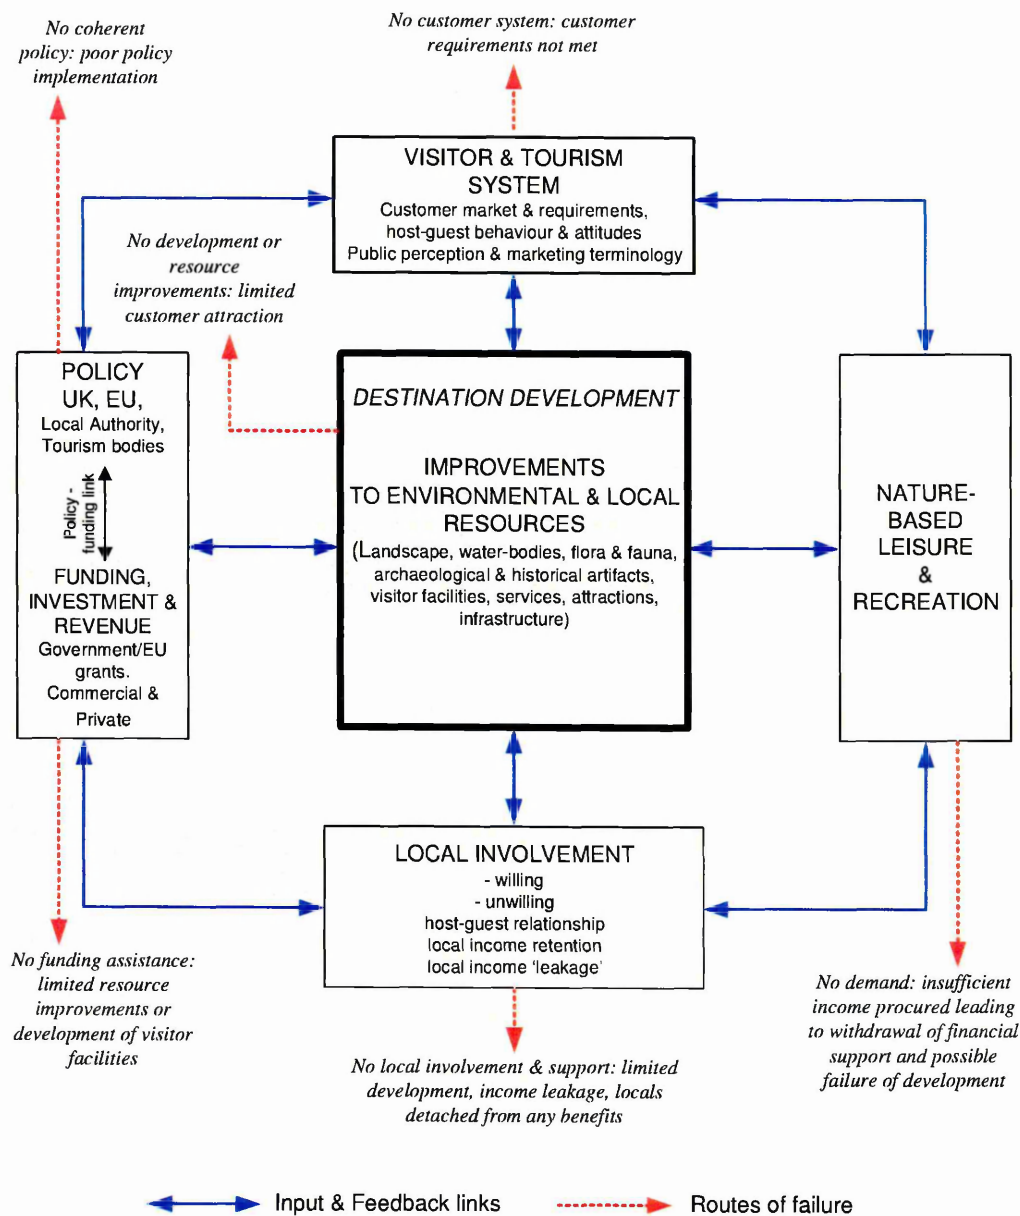 No coherent
policy: poor policy
implementation
No customer system: customer
requirements not met
VISITOR & TOURISM
SYSTEM
Customer market & requirements,
host-guest behaviour & attitudes
Public perception & marketing terminology
No development or
resource
improvements: limited
customer attraction
POLICY
UK, EU,
Local Authority,
Tourism bodies
Policy -
funding link
FUNDING,
INVESTMENT &
REVENUE
Government/EU
grants.
Commercial &
Private
DESTINATION DEVELOPMENT
IMPROVEMENTS
TO ENVIRONMENTAL & LOCAL
RESOURCES
(Landscape, water-bodies, flora & fauna,
archaeological & historical artifacts,
visitor facilities, services, attractions,
infrastructure)
NATURE-
BASED
LEISURE
&
RECREATION
LOCAL INVOLVEMENT
- willing
- unwilling
host-guest relationship
local income retention
local income ‘leakage’
No funding assistance:
limited resource
improvements or
development of visitor
facilities
No local involvement & support: limited
development, income leakage, locals
detached from any benefits
No demand: insufficient
income procured leading
to withdrawal of financial
support and possible
failure of development
Input & Feedback links
Routes of failure